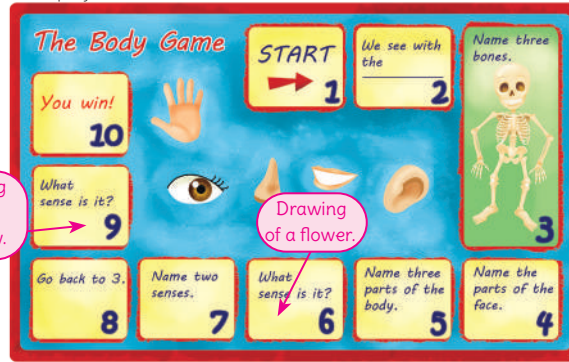 The Body Game
START
1
We see with
the ________
2
Name three
bones.
3
Name the
parts of the
face.
4
Name three
parts of the
body.
5
What
sense is it?
6
Drawing
of a flower.
Name two
senses.
7
Go back to 3.
8
What
sense is it?
9
You win!
10